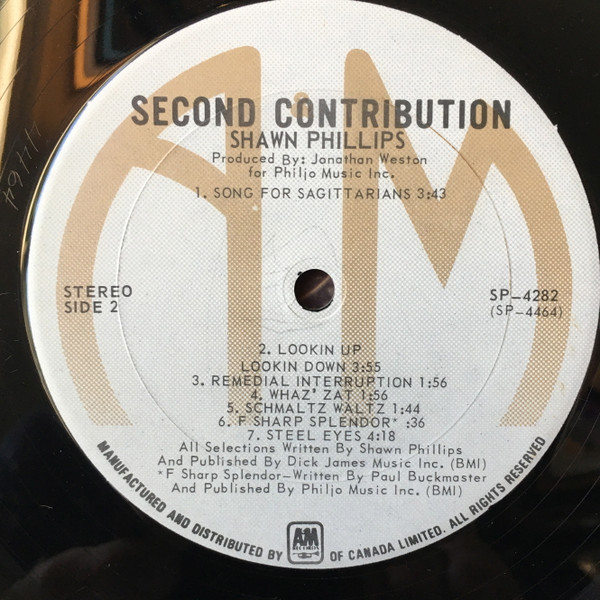 SECOND CONTRIBUTION
SHAWN PHILLIPS
Produced By: Jonathan Weston
for Philjo Music Inc.
1. SONG FOR SAGITTARIANS 3:43
STEREO
SIDE 2
SP-4282
(SP-4464)
2. LOOKIN UP
LOOKIN DOWN 3:55
3. REMEDIAL INTERRUPTION 1:56
4. WHAZ' ZAT 1:56
5. SCHMALTZ WALTZ 1:44
6. F SHARP SPLENDOR* :36
7. STEEL EYES 4:18
All Selections Written By Shawn Phillips
And Published By Dick James Music Inc. (BMI)
*F Sharp Splendor-Written By Paul Buckmaster
And Published By Philjo Music Inc. (BMI)
MANUFACTURED AND DISTRIBUTED BY A&M RECORDS OF CANADA LIMITED. ALL RIGHTS RESERVED